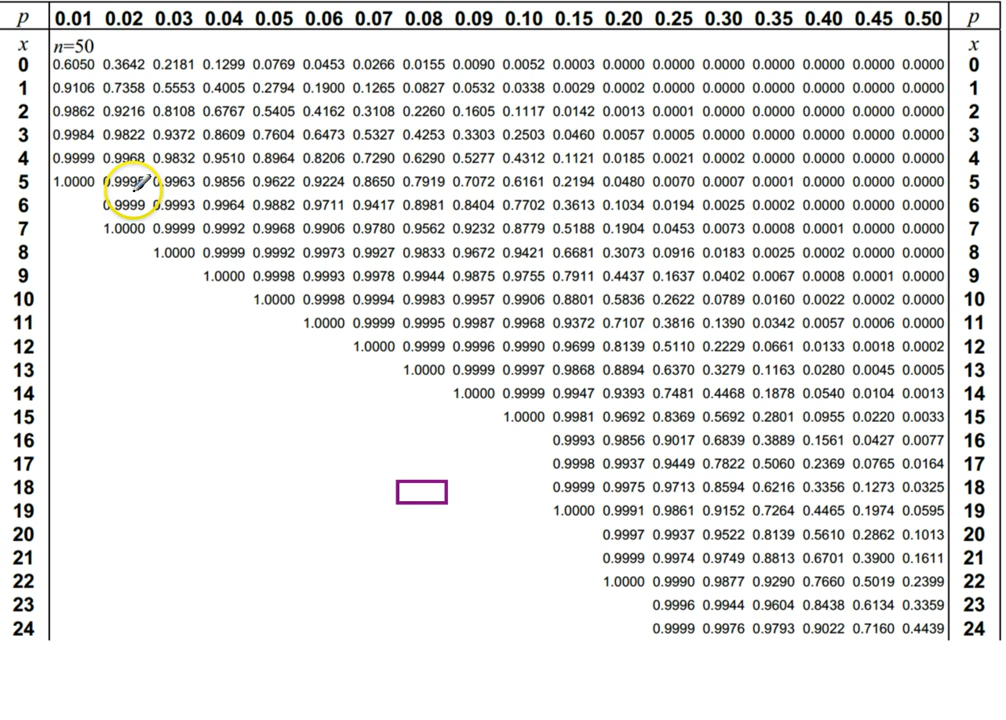 p 0.01 0.02 0.03 0.04 0.05 0.06 0.07 0.08 0.09 0.10 0.15 0.20 0.25 0.30 0.35 0.40 0.45 0.50 p
x n=50 x
0 0.6050 0.3642 0.2181 0.1299 0.0769 0.0453 0.0266 0.0155 0.0090 0.0052 0.0003 0.0000 0.0000 0.0000 0.0000 0.0000 0.0000 0.0000 0
1 0.9106 0.7358 0.5553 0.4005 0.2794 0.1900 0.1265 0.0827 0.0532 0.0338 0.0029 0.0002 0.0000 0.0000 0.0000 0.0000 0.0000 0.0000 1
2 0.9862 0.9216 0.8108 0.6767 0.5405 0.4162 0.3108 0.2260 0.1605 0.1117 0.0142 0.0013 0.0001 0.0000 0.0000 0.0000 0.0000 0.0000 2
3 0.9984 0.9822 0.9372 0.8609 0.7604 0.6473 0.5327 0.4253 0.3303 0.2503 0.0460 0.0057 0.0005 0.0000 0.0000 0.0000 0.0000 0.0000 3
4 0.9999 0.9968 0.9832 0.9510 0.8964 0.8206 0.7290 0.6290 0.5277 0.4312 0.1121 0.0185 0.0021 0.0002 0.0000 0.0000 0.0000 0.0000 4
5 1.0000 0.9963 0.9856 0.9622 0.9224 0.8650 0.7919 0.7072 0.6161 0.2194 0.0480 0.0070 0.0007 0.0001 0.0000 0.0000 0.0000 5
6 0.9999 0.9993 0.9964 0.9882 0.9711 0.9417 0.8981 0.8404 0.7702 0.3613 0.1034 0.0194 0.0025 0.0002 0.0000 0.0000 0.0000 6
7 1.0000 0.9999 0.9992 0.9968 0.9906 0.9780 0.9562 0.9232 0.8779 0.5188 0.1904 0.0453 0.0073 0.0008 0.0001 0.0000 0.0000 7
8 1.0000 0.9999 0.9992 0.9973 0.9927 0.9833 0.9672 0.9421 0.6681 0.3073 0.0916 0.0183 0.0025 0.0002 0.0000 0.0000 8
9 1.0000 0.9998 0.9993 0.9978 0.9944 0.9875 0.9755 0.7911 0.4437 0.1637 0.0402 0.0067 0.0008 0.0001 0.0000 9
10 1.0000 0.9998 0.9994 0.9983 0.9957 0.9906 0.8801 0.5836 0.2622 0.0789 0.0160 0.0022 0.0002 0.0000 10
11 1.0000 0.9999 0.9995 0.9987 0.9968 0.9372 0.7107 0.3816 0.1390 0.0342 0.0057 0.0006 0.0000 11
12 1.0000 0.9999 0.9996 0.9990 0.9699 0.8139 0.5110 0.2229 0.0661 0.0133 0.0018 0.0002 12
13 1.0000 0.9999 0.9997 0.9868 0.8894 0.6370 0.3279 0.1163 0.0280 0.0045 0.0005 13
14 1.0000 0.9999 0.9947 0.9393 0.7481 0.4468 0.1878 0.0540 0.0104 0.0013 14
15 1.0000 0.9981 0.9692 0.8369 0.5692 0.2801 0.0955 0.0220 0.0033 15
16 0.9993 0.9856 0.9017 0.6839 0.3889 0.1561 0.0427 0.0077 16
17 0.9998 0.9937 0.9449 0.7822 0.5060 0.2369 0.0765 0.0164 17
18 0.9999 0.9975 0.9713 0.8594 0.6216 0.3356 0.1273 0.0325 18
19 1.0000 0.9991 0.9861 0.9152 0.7264 0.4465 0.1974 0.0595 19
20 0.9997 0.9937 0.9522 0.8139 0.5610 0.2862 0.1013 20
21 0.9999 0.9974 0.9749 0.8813 0.6701 0.3900 0.1611 21
22 1.0000 0.9990 0.9877 0.9290 0.7660 0.5019 0.2399 22
23 0.9996 0.9944 0.9604 0.8438 0.6134 0.3359 23
24 0.9999 0.9976 0.9793 0.9022 0.7160 0.4439 24